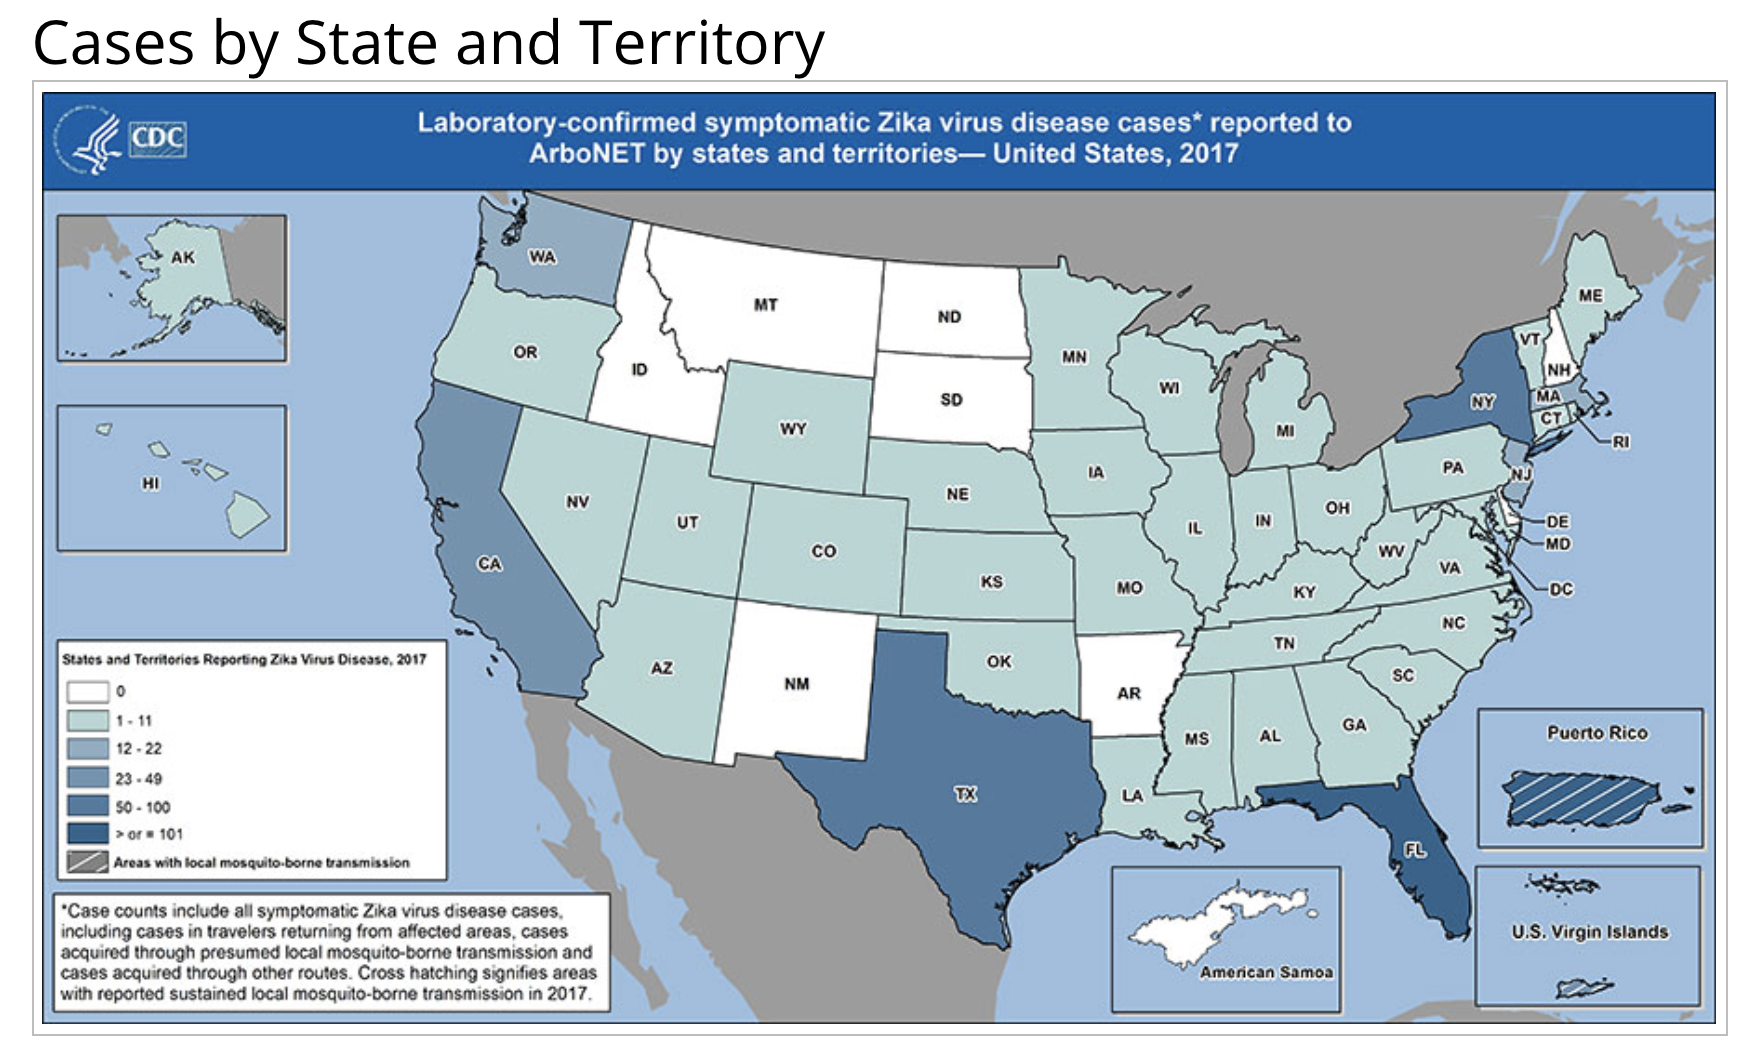 Cases by State and Territory
CDC
Laboratory-confirmed symptomatic Zika virus disease cases* reported to
ArboNET by states and territories— United States, 2017
AK
HI
WA
OR
CA
ID
MT
ND
SD
WY
NV
UT
CO
AZ
NM
NE
KS
OK
TX
MN
IA
MO
AR
LA
WI
IL
MI
IN
OH
KY
TN
MS
AL
GA
FL
SC
NC
VA
WV
PA
NY
VT
NH
ME
MA
CT
RI
NJ
DE
MD
DC
States and Territories Reporting Zika Virus Disease, 2017
0
1 - 11
12 - 22
23 - 49
50 - 100
> or = 101
Areas with local mosquito-borne transmission
*Case counts include all symptomatic Zika virus disease cases,
including cases in travelers returning from affected areas, cases
acquired through presumed local mosquito-borne transmission and
cases acquired through other routes. Cross hatching signifies areas
with reported sustained local mosquito-borne transmission in 2017.
Puerto Rico
American Samoa
U.S. Virgin Islands